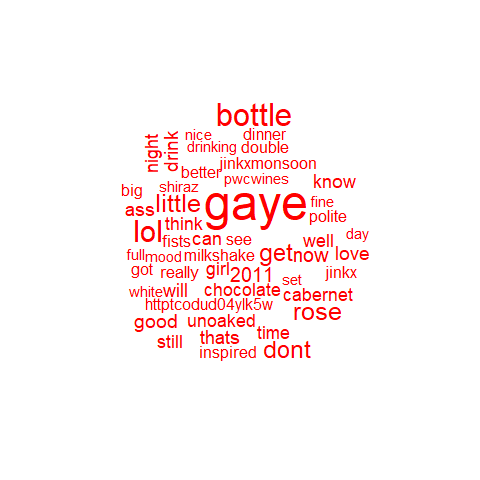 bottle
nice dinner
night drink drinking double
jinkxmonsoon
better pwcwines know
big shiraz
ass little gaye fine
think polite
lol fists can see well day
full mood milkshake get now love
got really girl 2011 set jinkx
white will chocolate cabernet
httptcodud04ylk5w rose
good unoaked
still thats time
inspired dont